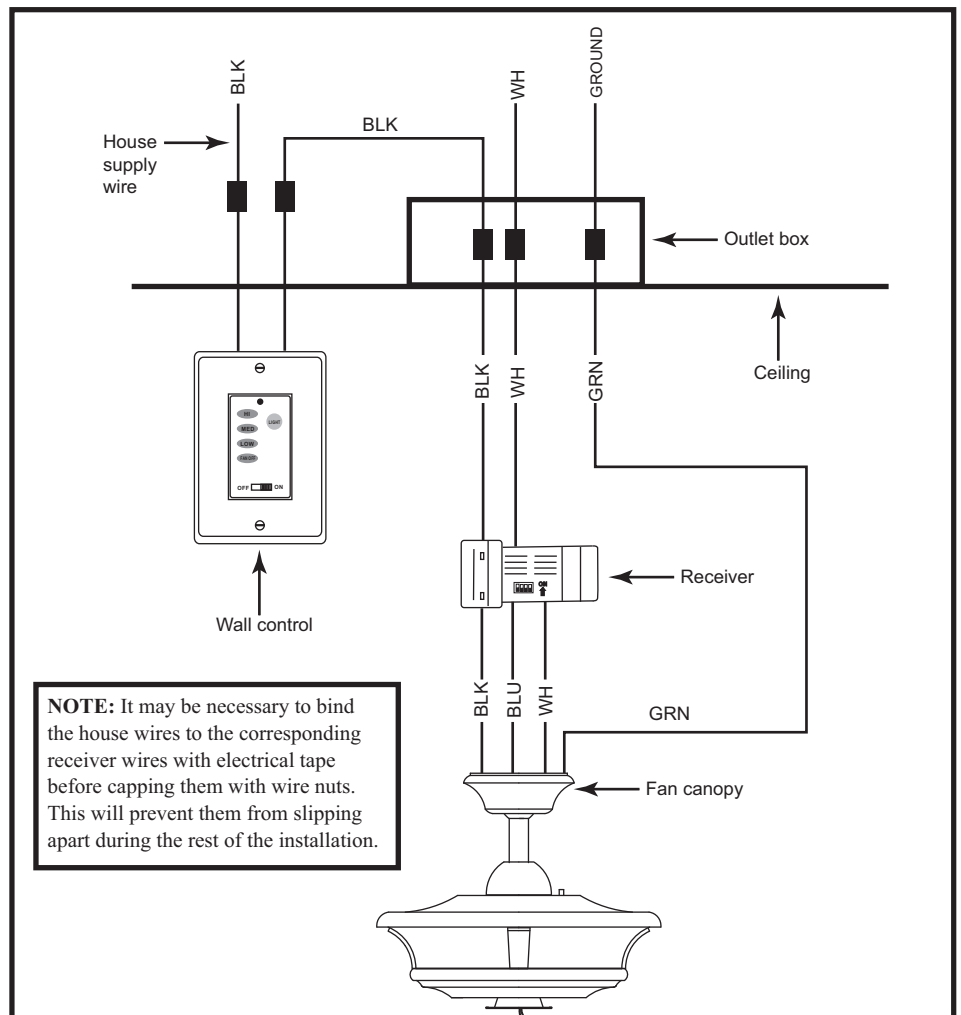 BLK
WH
GROUND
BLK
House
supply
wire
Outlet box
Ceiling
BLK
WH
GRN
HI
MED
LOW
LIGHT
OFF
ON
ON
Receiver
Wall control
BLK
BLU
WH
GRN
NOTE: It may be necessary to bind
the house wires to the corresponding
receiver wires with electrical tape
before capping them with wire nuts.
This will prevent them from slipping
apart during the rest of the installation.
Fan canopy